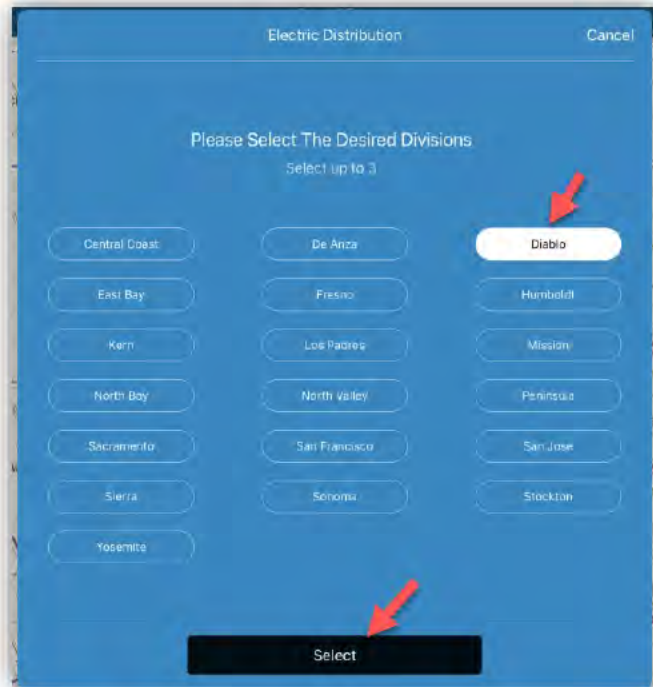 Electric Distribution Cancel
Please Select The Desired Divisions
Select up to 3
Central Coast De Anza Diablo
East Bay Fresno Humboldt
Kern Los Padres Mission
North Bay North Valley Peninsula
Sacramento San Francisco San Jose
Sierra Sonoma Stockton
Yosemite
Select